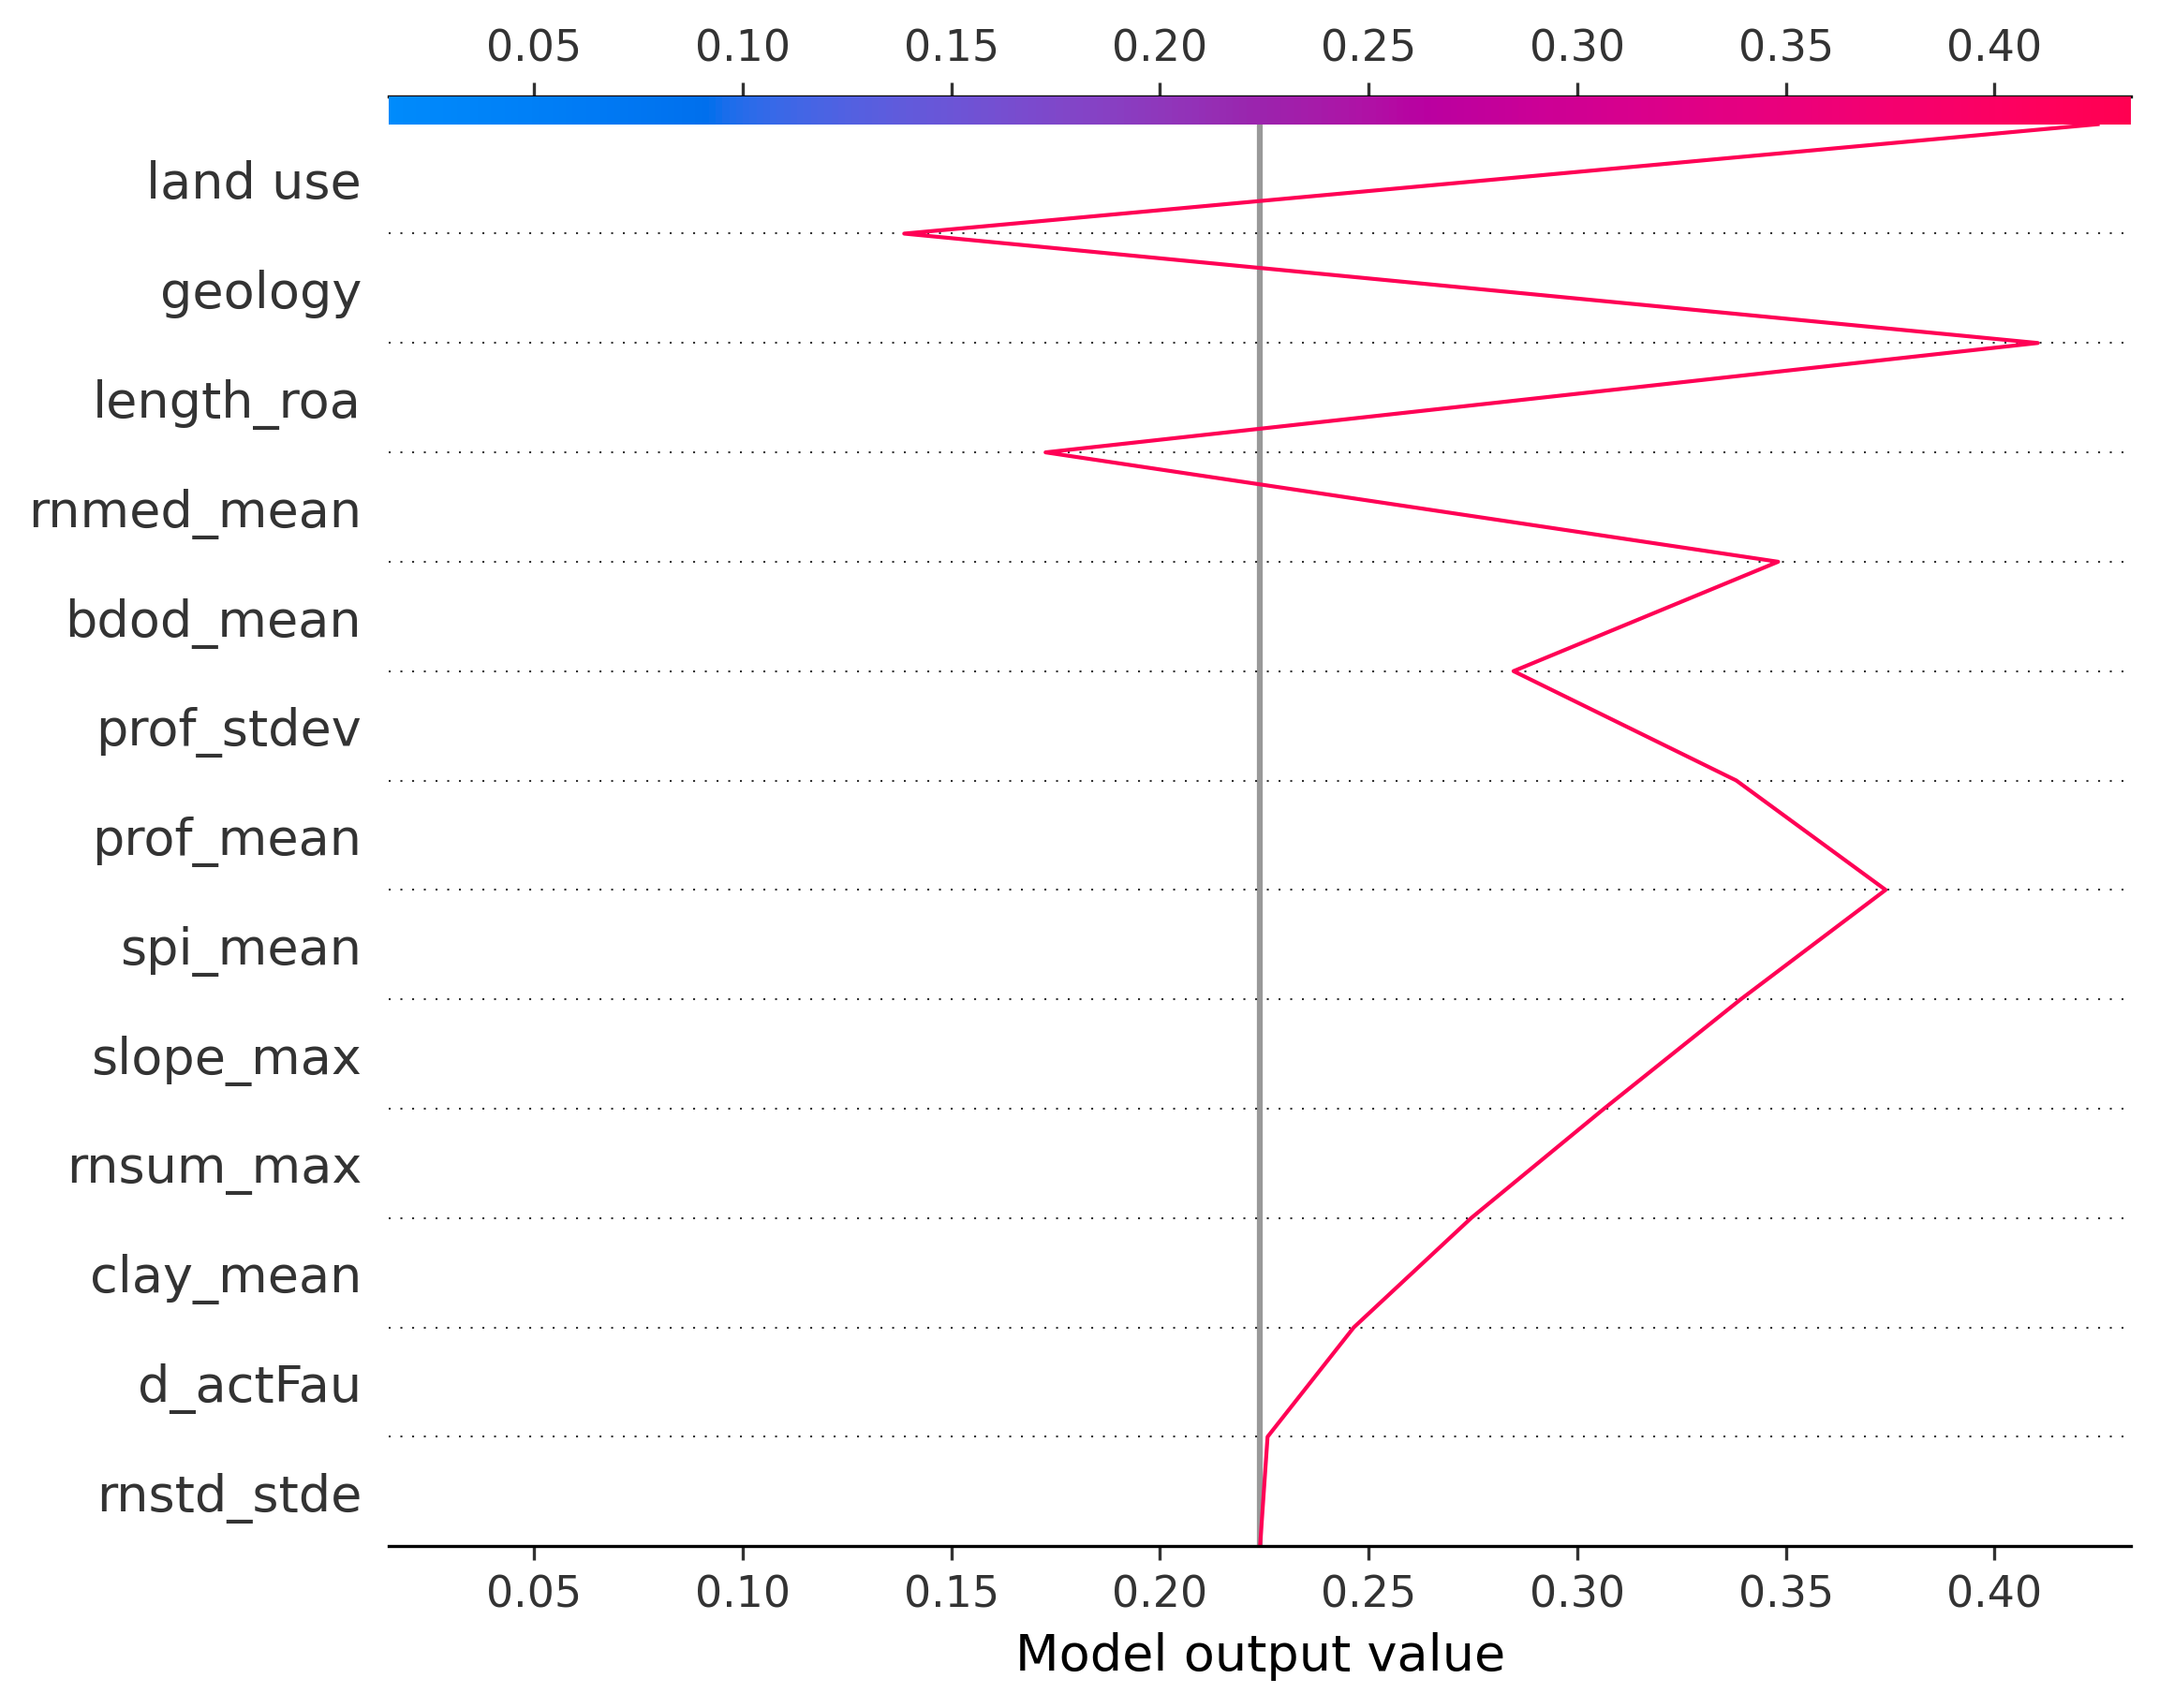 0.05 0.10 0.15 0.20 0.25 0.30 0.35 0.40
land use
geology
length_roa
rnmed_mean
bdod_mean
prof_stdev
prof_mean
spi_mean
slope_max
rnsum_max
clay_mean
d_actFau
rnstd_stde
0.05 0.10 0.15 0.20 0.25 0.30 0.35 0.40
Model output value